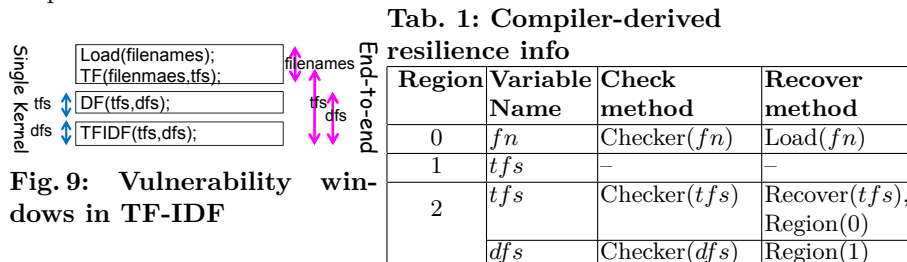 Single Kernel
tfs
dfs
Load(filenames);
TF(filenmaes,tfs);
DF(tfs,dfs);
TFIDF(tfs,dfs);
filenames
tfs
dfs
End-to-end
Fig. 9: Vulnerability win-
dows in TF-IDF
Tab. 1: Compiler-derived
resilience info
Region Variable Name Check method Recover method
0 fn Checker(fn) Load(fn)
1 tfs – –
2 tfs Checker(tfs) Recover(tfs), Region(0)
dfs Checker(dfs) Region(1)